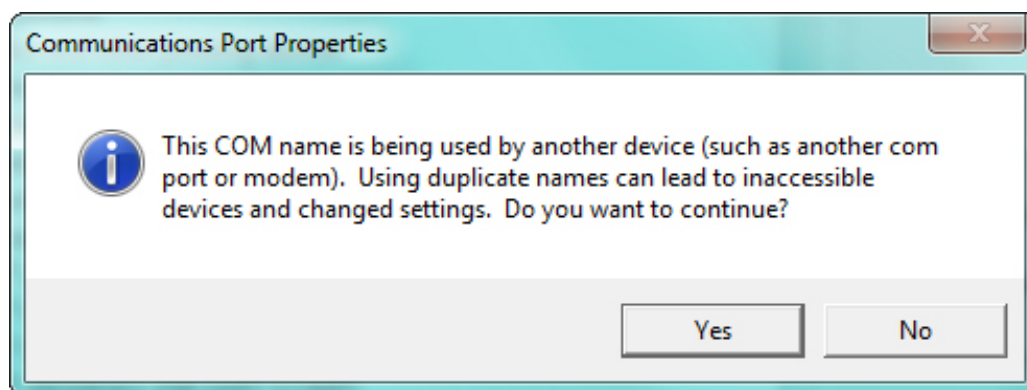 Communications Port Properties
This COM name is being used by another device (such as another com
port or modem).  Using duplicate names can lead to inaccessible
devices and changed settings.  Do you want to continue?
Yes
No